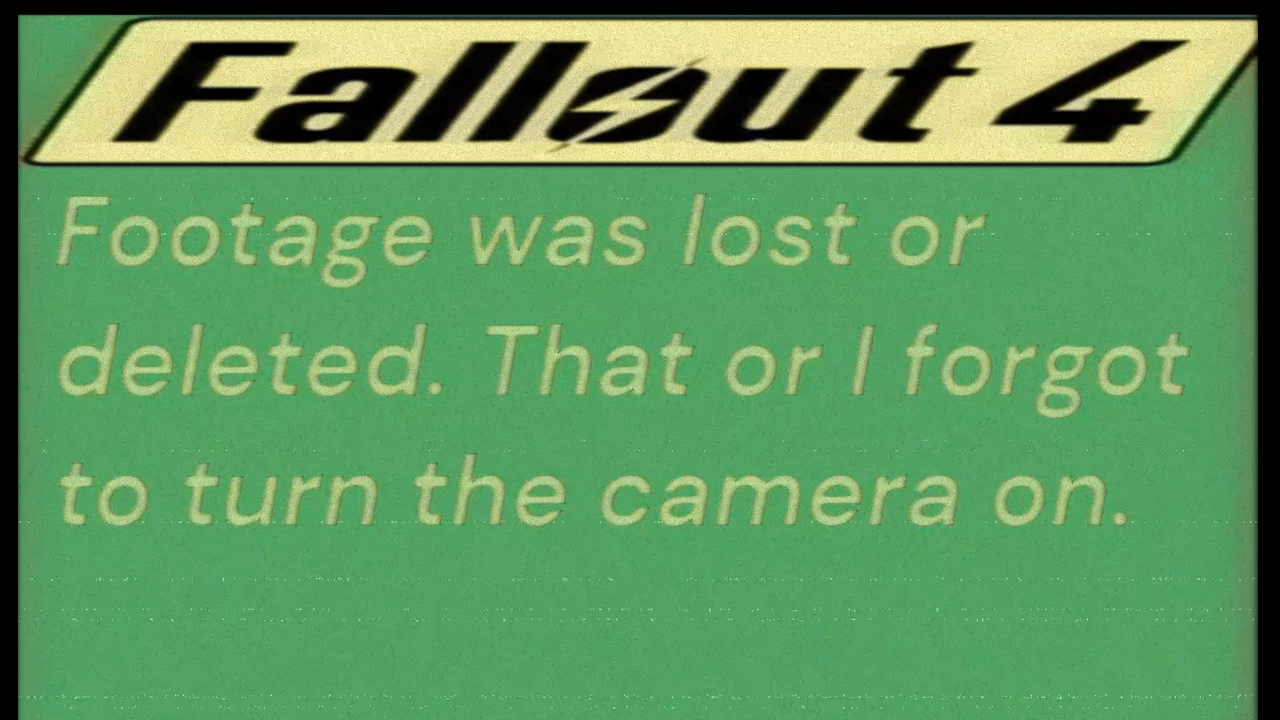 Fallout 4
Footage was lost or
deleted. That or I forgot
to turn the camera on.